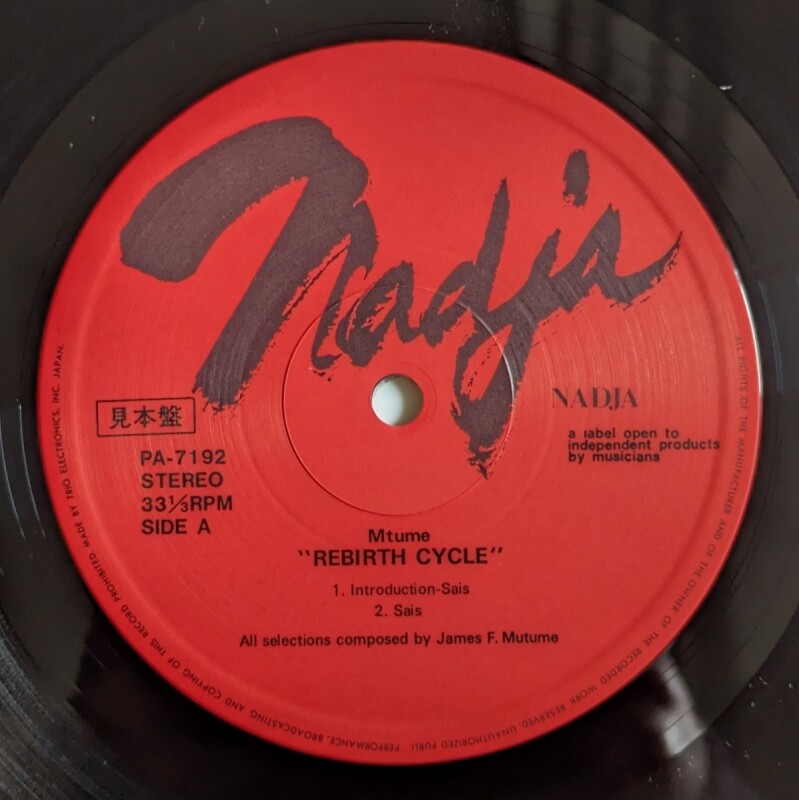 Nadja
NADJA
a label open to
independent products
by musicians
見本盤
PA-7192
STEREO
33⅓RPM
SIDE A
Mtume
"REBIRTH CYCLE"
1. Introduction-Sais
2. Sais
All selections composed by James F. Mutume
ALL RIGHTS OF THE MANUFACTURER AND OF THE OWNER OF THE RECORDED WORK RESERVED. UNAUTHORIZED PUBLI PERFORMANCE, BROADCASTING AND COPYING OF THIS RECORD PROHIBITED. MADE BY TRIO ELECTRONICS, INC. JAPAN.